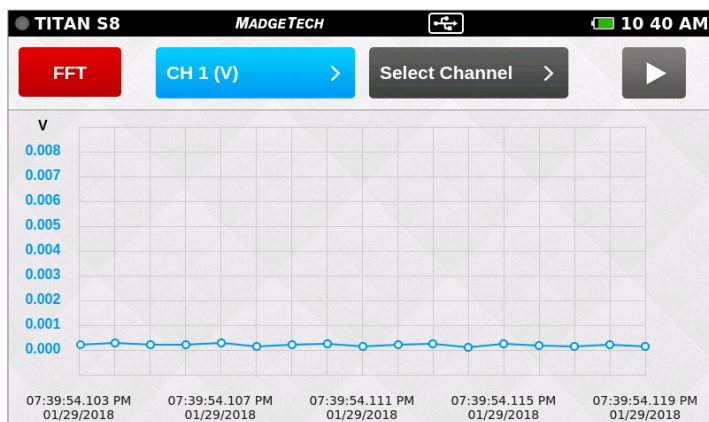 TITAN S8 MADGETECH 10 40 AM
FFT CH 1 (V) Select Channel
V
0.008
0.007
0.006
0.005
0.004
0.003
0.002
0.001
0.000
07:39:54.103 PM 07:39:54.107 PM 07:39:54.111 PM 07:39:54.115 PM 07:39:54.119 PM
01/29/2018 01/29/2018 01/29/2018 01/29/2018 01/29/2018